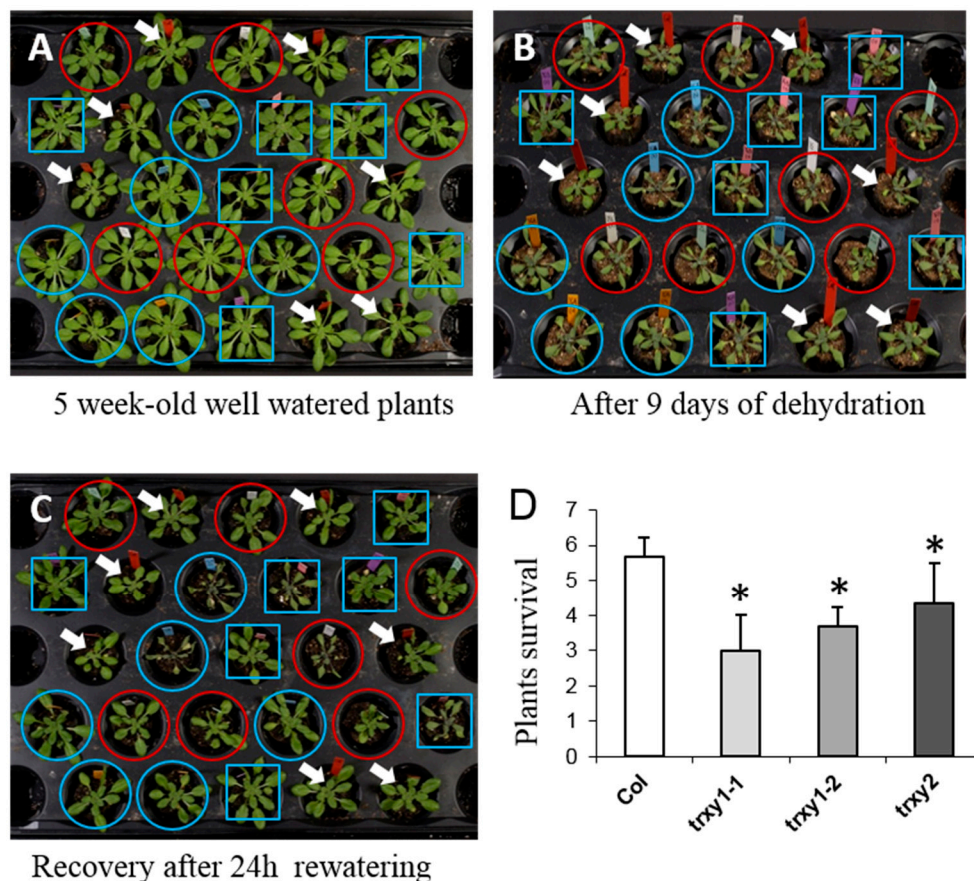 A
B
5 week-old well watered plants
After 9 days of dehydration
C
Recovery after 24h rewatering
D
Plants survival
7
6
5
4
3
2
1
0
*
*
*
Col
trxy1-1
trxy1-2
trxy2